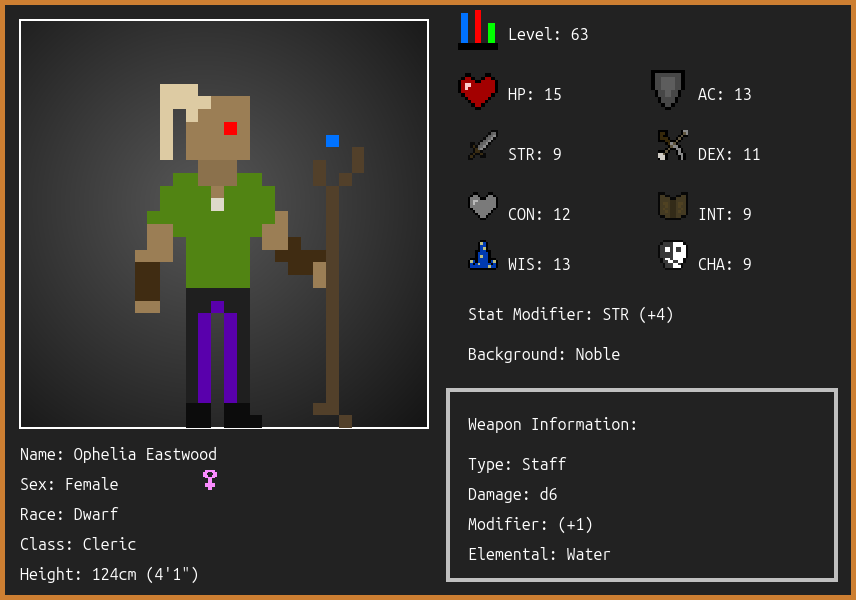 Level: 63
HP: 15
AC: 13
STR: 9
DEX: 11
CON: 12
INT: 9
WIS: 13
CHA: 9
Stat Modifier: STR (+4)
Background: Noble
Weapon Information:
Type: Staff
Damage: d6
Modifier: (+1)
Elemental: Water
Name: Ophelia Eastwood
Sex: Female
Race: Dwarf
Class: Cleric
Height: 124cm (4'1")